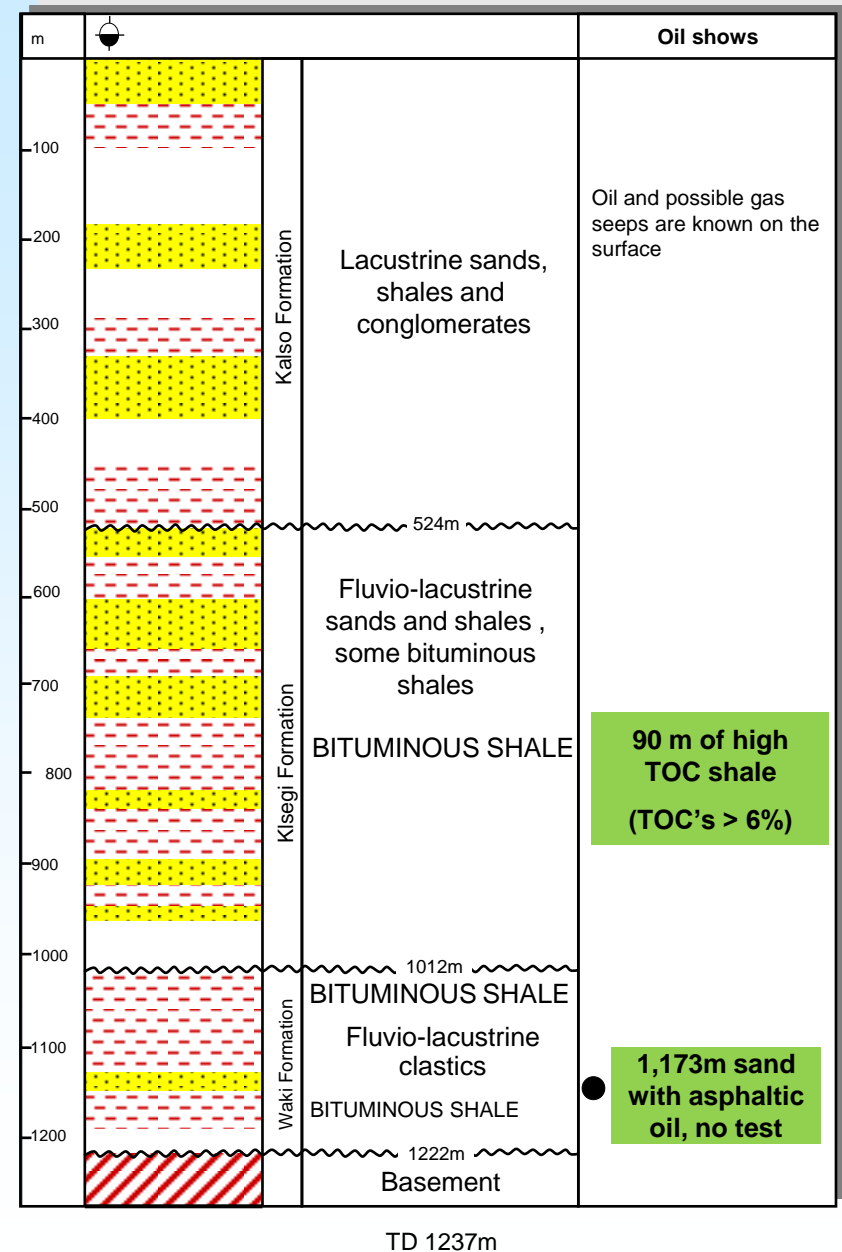 m
Oil shows
100
200
300
400
500
600
700
800
900
1000
1100
1200
Kalso Formation
Lacustrine sands,
shales and
conglomerates
Oil and possible gas
seeps are known on the
surface
524m
KIsegi Formation
Fluvio-lacustrine
sands and shales ,
some bituminous
shales
BITUMINOUS SHALE
90 m of high
TOC shale
(TOC's > 6%)
1012m
Waki Formation
BITUMINOUS SHALE
Fluvio-lacustrine
clastics
BITUMINOUS SHALE
1,173m sand
with asphaltic
oil, no test
1222m
Basement
TD 1237m